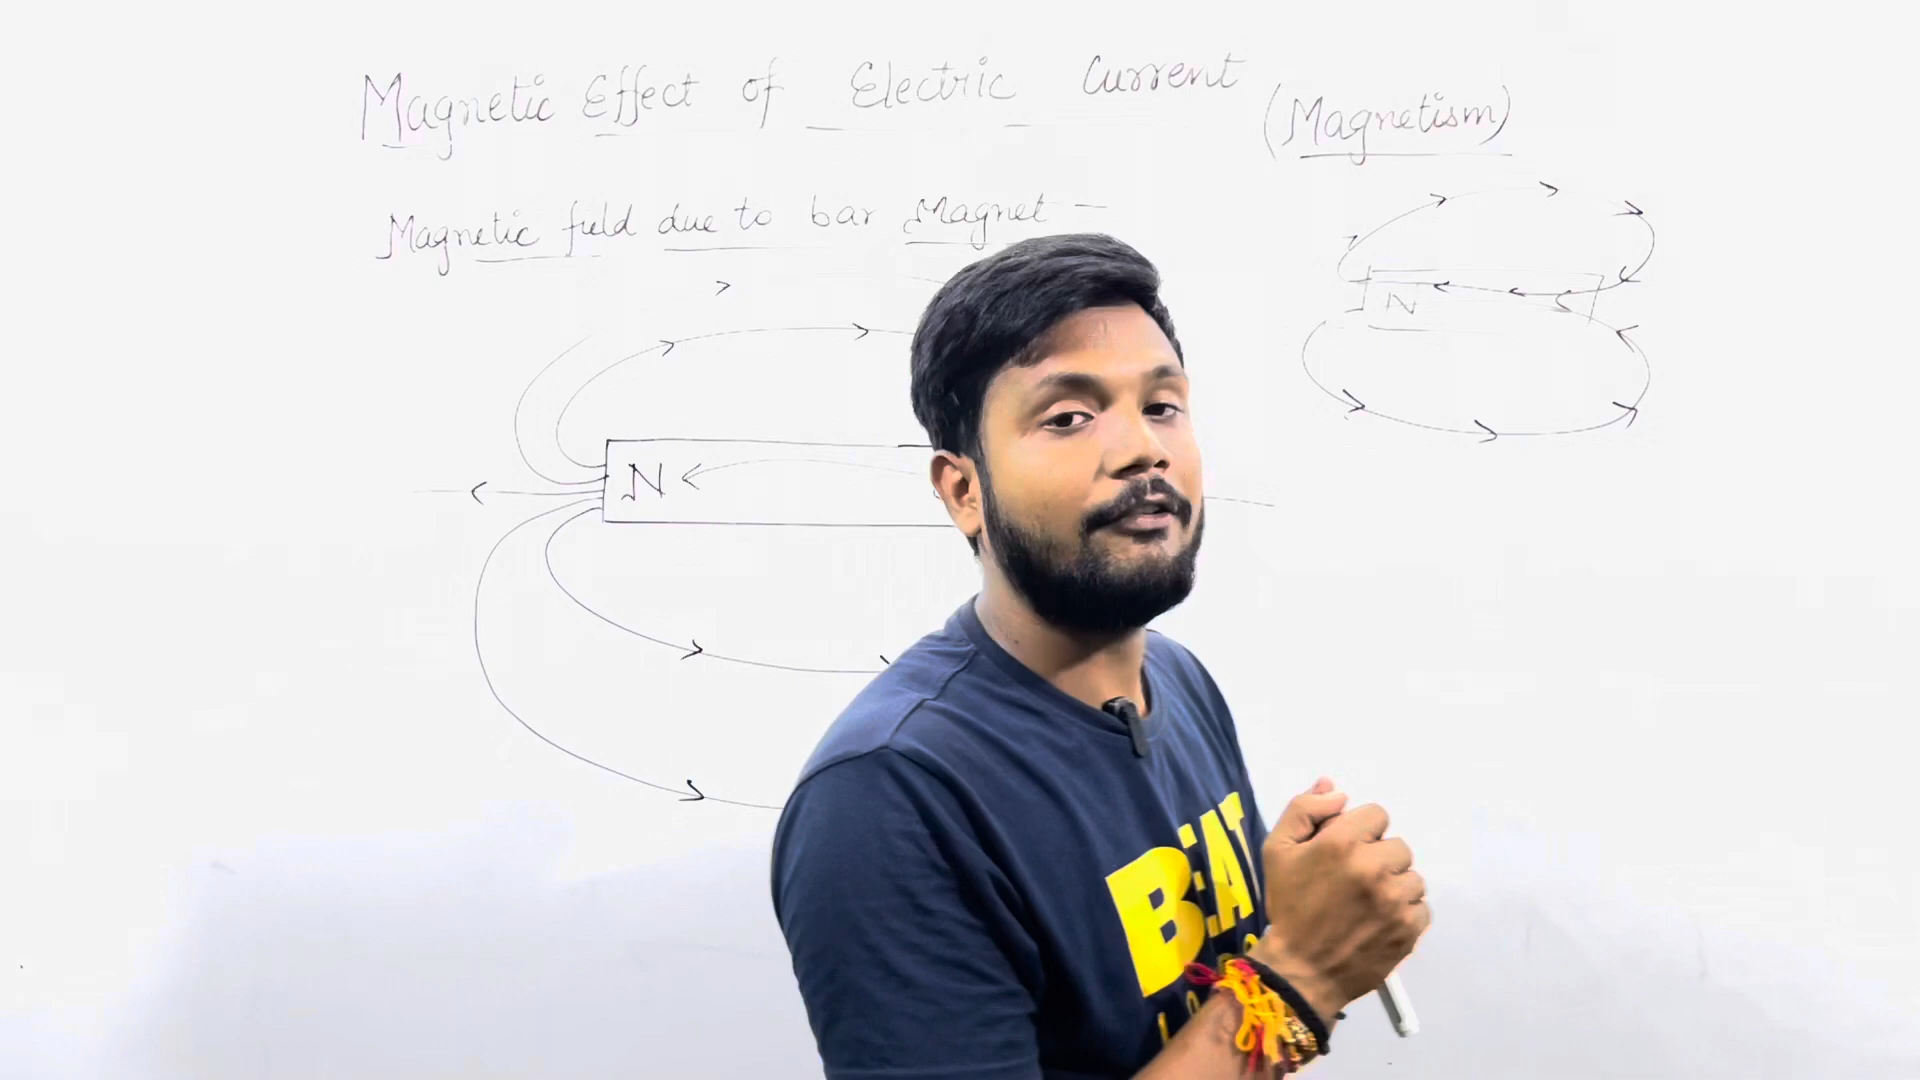 Magnetic Effect of Electric Current
(Magnetism)
Magnetic field due to bar Magnet -
N
N
BEAT